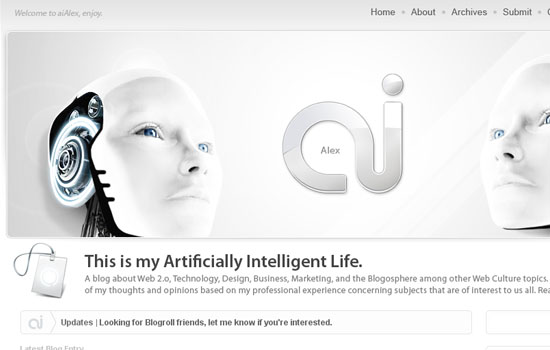 Welcome to aiAlex, enjoy.
Home • About • Archives • Submit •
ai
Alex
This is my Artificially Intelligent Life.
A blog about Web 2.0, Technology, Design, Business, Marketing, and the Blogosphere among other Web Culture topics.
of my thoughts and opinions based on my professional experience concerning subjects that are of interest to us all. Rea
ai
Updates | Looking for Blogroll friends, let me know if you're interested.
Latest Blog Entry